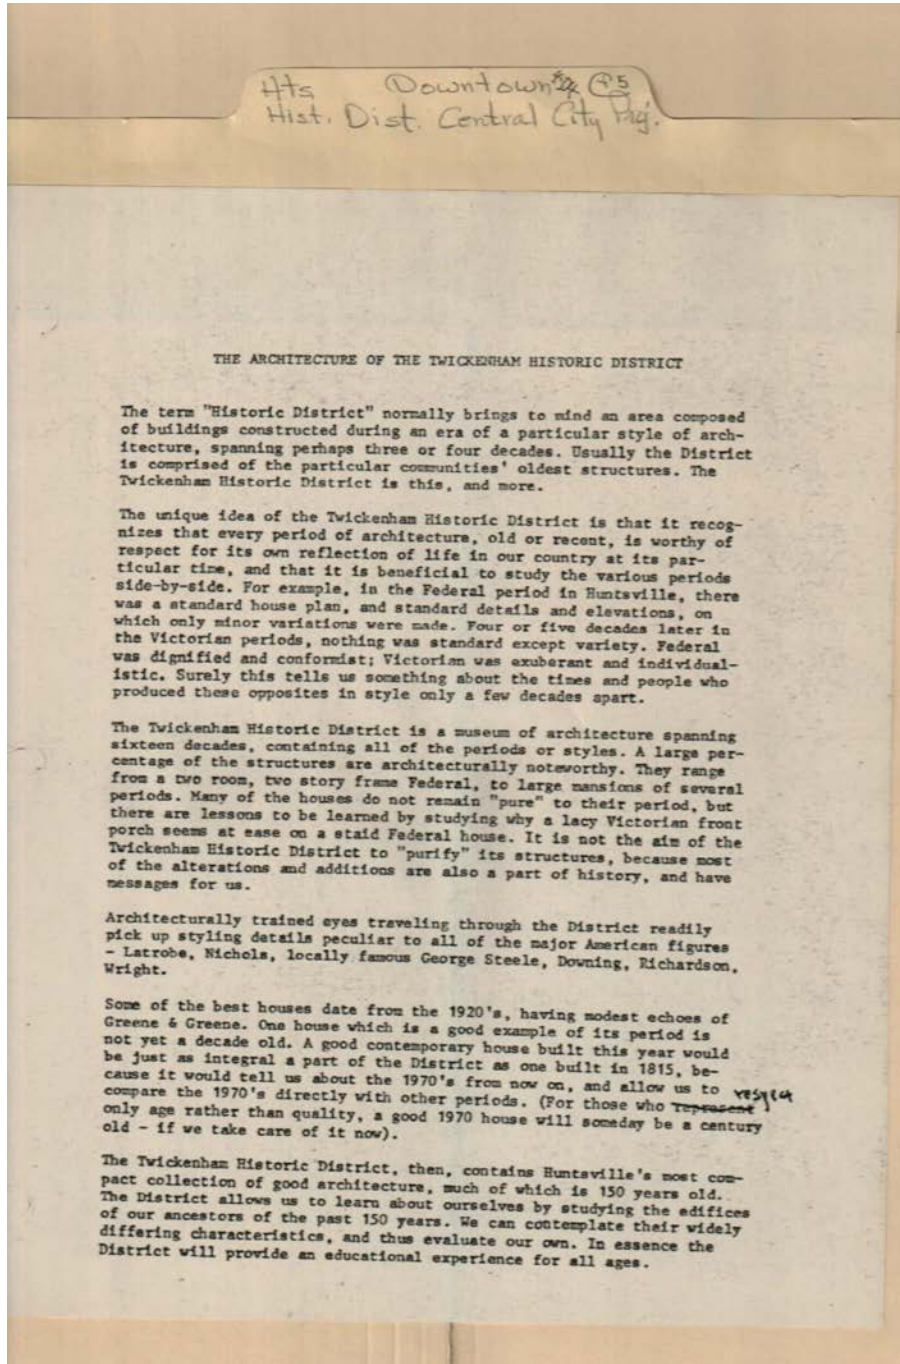 Hts Downtown P5
Hist. Dist. Central City Proj.
THE ARCHITECTURE OF THE TWICKENHAM HISTORIC DISTRICT
The term "Historic District" normally brings to mind an area composed
of buildings constructed during an era of a particular style of arch-
itecture, spanning perhaps three or four decades. Usually the District
is comprised of the particular communities' oldest structures. The
Twickenham Historic District is this, and more.
The unique idea of the Twickenham Historic District is that it recog-
nizes that every period of architecture, old or recent, is worthy of
respect for its own reflection of life in our country at its par-
ticular time, and that it is beneficial to study the various periods
side-by-side. For example, in the Federal period in Huntsville, there
was a standard house plan, and standard details and elevations, on
which only minor variations were made. Four or five decades later in
the Victorian periods, nothing was standard except variety. Federal
was dignified and conformist; Victorian was exuberant and individual-
istic. Surely this tells us something about the times and people who
produced these opposites in style only a few decades apart.
The Twickenham Historic District is a museum of architecture spanning
sixteen decades, containing all of the periods or styles. A large per-
centage of the structures are architecturally noteworthy. They range
from a two room, two story frame Federal, to large mansions of several
periods. Many of the houses do not remain "pure" to their period, but
there are lessons to be learned by studying why a lacy Victorian front
porch seems at ease on a staid Federal house. It is not the aim of the
Twickenham Historic District to "purify" its structures, because most
of the alterations and additions are also a part of history, and have
messages for us.
Architecturally trained eyes traveling through the District readily
pick up styling details peculiar to all of the major American figures
- Latrobe, Nichols, locally famous George Steele, Downing, Richardson,
Wright.
Some of the best houses date from the 1920's, having modest echoes of
Greene & Greene. One house which is a good example of its period is
not yet a decade old. A good contemporary house built this year would
be just as integral a part of the District as one built in 1815, be-
cause it would tell us about the 1970's from now on, and allow us to
compare the 1970's directly with other periods. (For those who represent respect
only age rather than quality, a good 1970 house will someday be a century
old - if we take care of it now).
The Twickenham Historic District, then, contains Huntsville's most com-
pact collection of good architecture, much of which is 150 years old.
The District allows us to learn about ourselves by studying the edifices
of our ancestors of the past 150 years. We can contemplate their widely
differing characteristics, and thus evaluate our own. In essence the
District will provide an educational experience for all ages.